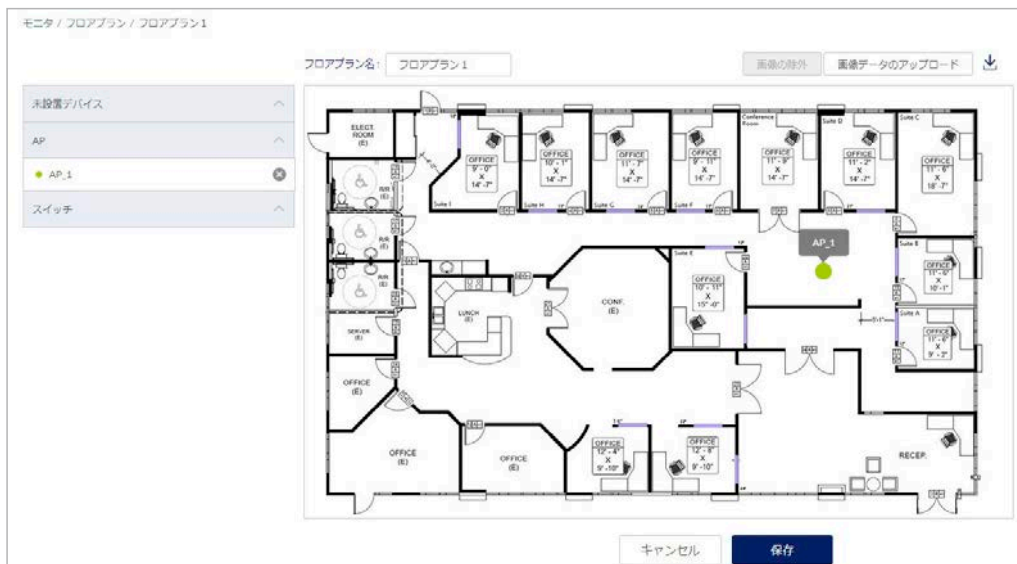 モニタ / フロアプラン / フロアプラン1
フロアプラン名: フロアプラン1
画像の除外
画像データのアップロード
未設置デバイス
AP
AP_1
スイッチ
ELECT. ROOM (E)
OFFICE 9'-0" X 14'-7"
Suite I
OFFICE 10'-1" X 14'-7"
Suite H
OFFICE 11'-7" X 14'-7"
Suite G
OFFICE 9'-11" X 14'-7"
Suite F
Conference Room
OFFICE 11'-9" X 14'-7"
Suite D
OFFICE 11'-2" X 14'-7"
Suite C
OFFICE 11'-6" X 18'-7"
R/R (E)
R/R (E)
R/R (E)
AP_1
Suite B
OFFICE 11'-6" X 10'-1"
Suite E
OFFICE 10'-11" X 15'-0"
CONF. (E)
LUNCH (E)
Suite A
OFFICE 11'-6" X 9'-2"
SERVER (E)
OFFICE (E)
OFFICE (E)
OFFICE (E)
OFFICE 12'-4" X 9'-10"
OFFICE 12'-8" X 9'-10"
RECEP.
キャンセル
保存